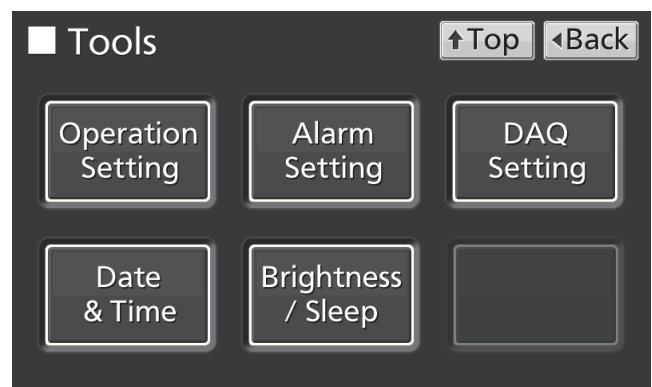 Tools
↑Top
◂Back
Operation
Setting
Alarm
Setting
DAQ
Setting
Date
& Time
Brightness
/ Sleep